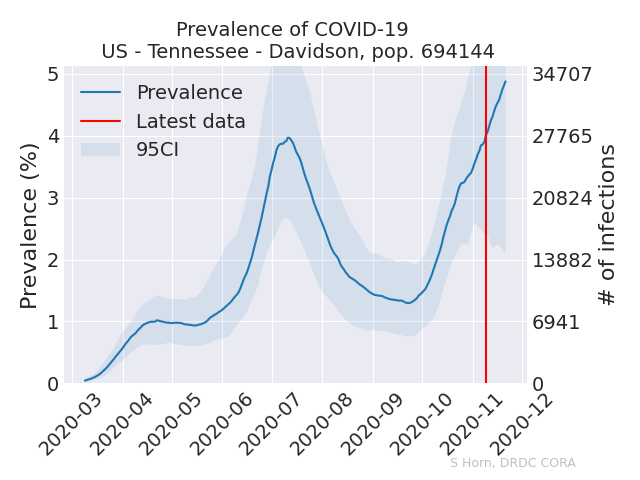 Prevalence of COVID-19
US - Tennessee - Davidson, pop. 694144
Prevalence
Latest data
95CI
Prevalence (%)
5
4
3
2
1
0
34707
27765
20824
13882
6941
0
# of infections
2020-03
2020-04
2020-05
2020-06
2020-07
2020-08
2020-09
2020-10
2020-11
2020-12
S Horn, DRDC CORA